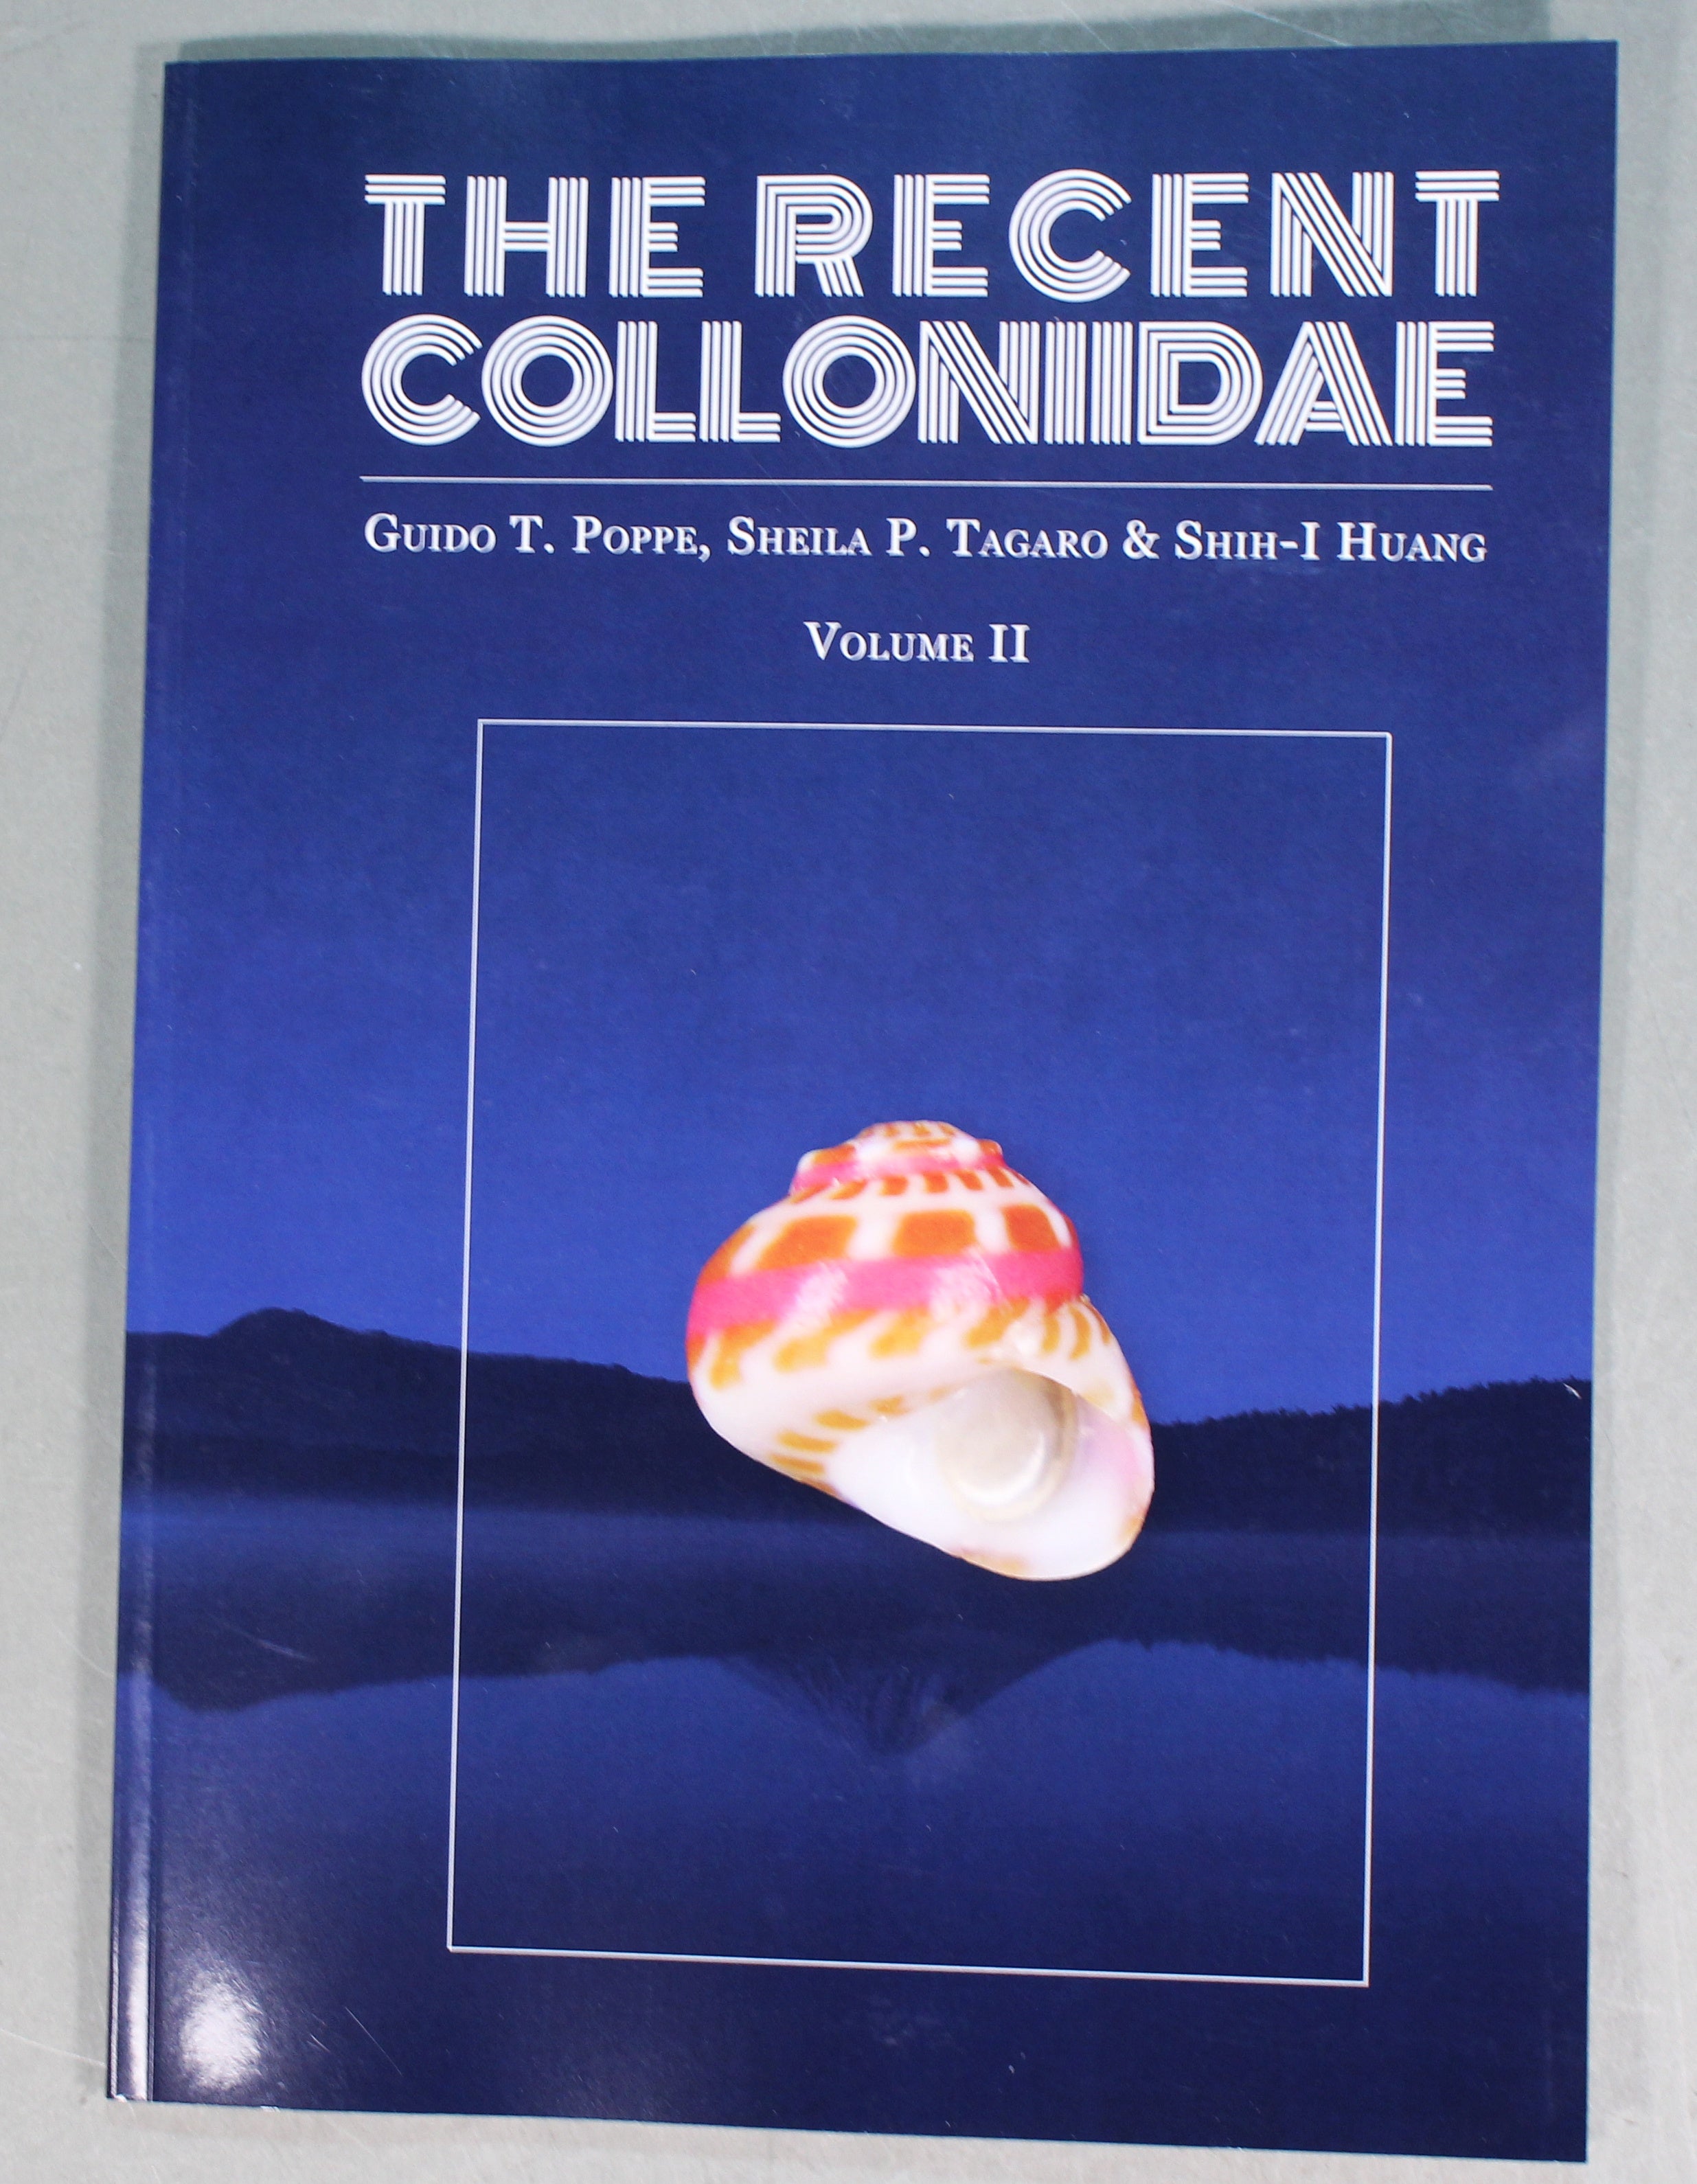 THE RECENT
COLLONIIDAE
GUIDO T. POPPE, SHEILA P. TAGARO & SHIH-I HUANG
VOLUME II